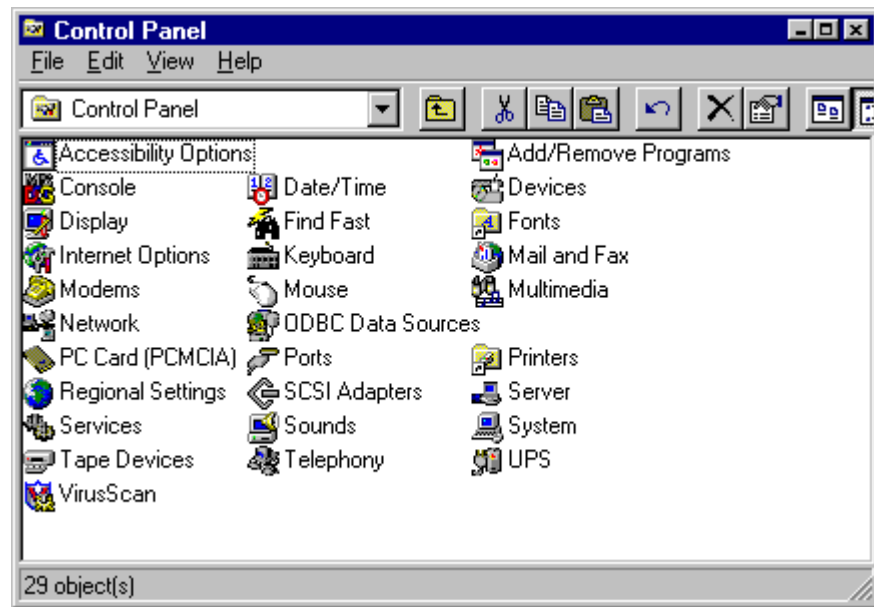 Control Panel
File Edit View Help
Control Panel
Accessibility Options Add/Remove Programs
Console Date/Time Devices
Display Find Fast Fonts
Internet Options Keyboard Mail and Fax
Modems Mouse Multimedia
Network ODBC Data Sources
PC Card (PCMCIA) Ports Printers
Regional Settings SCSI Adapters Server
Services Sounds System
Tape Devices Telephony UPS
VirusScan
29 object(s)